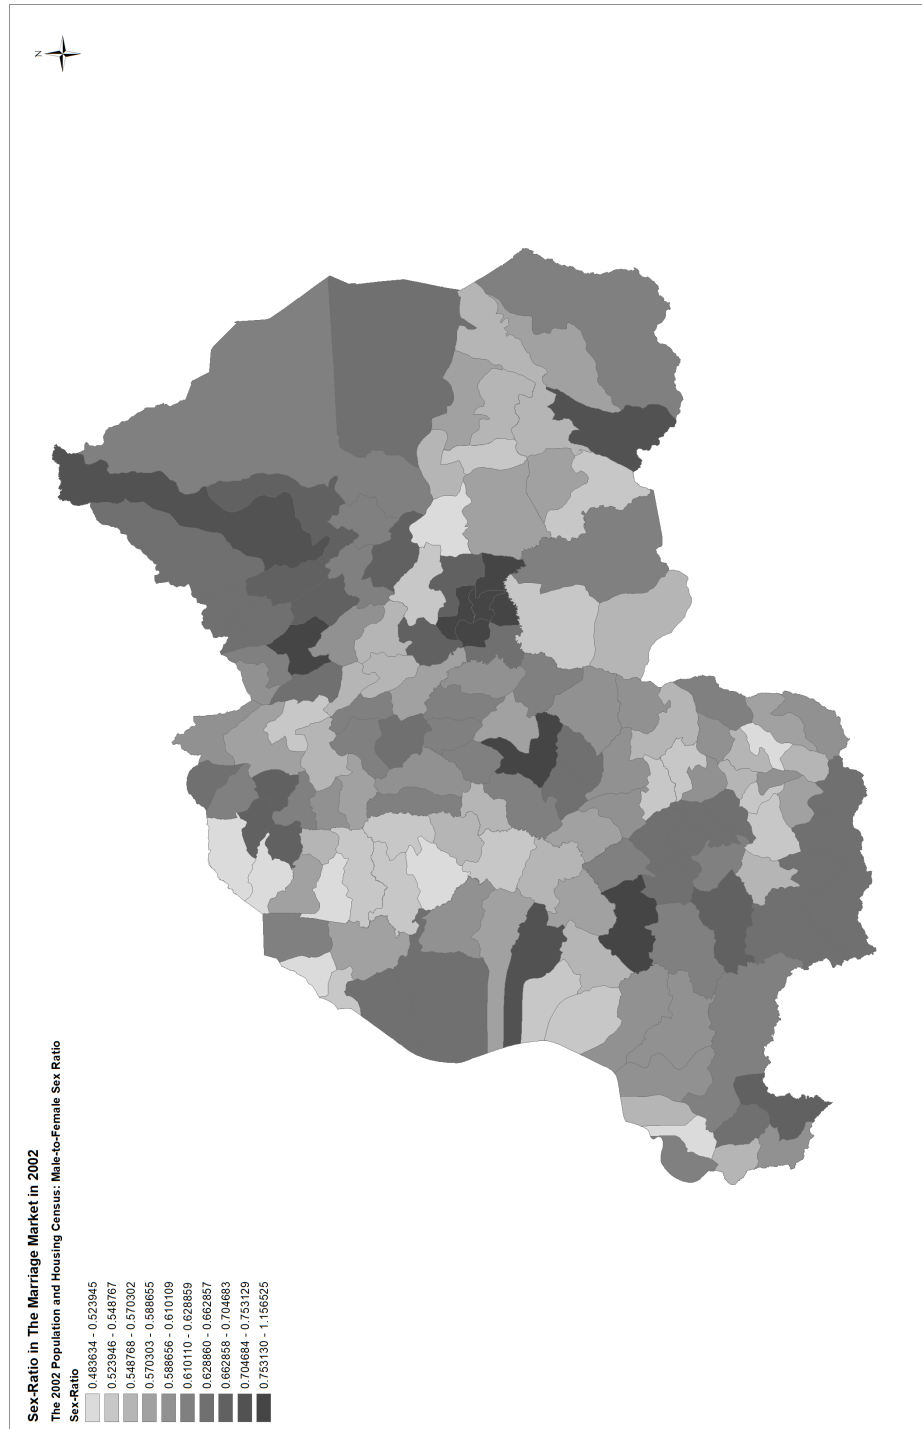 Sex-Ratio in The Marriage Market in 2002
The 2002 Population and Housing Census: Male-to-Female Sex Ratio
Sex-Ratio
0.483634 - 0.523945
0.523946 - 0.548767
0.548768 - 0.570302
0.570303 - 0.588655
0.588656 - 0.610109
0.610110 - 0.628859
0.628860 - 0.662857
0.662858 - 0.704683
0.704684 - 0.753129
0.753130 - 1.156525
N